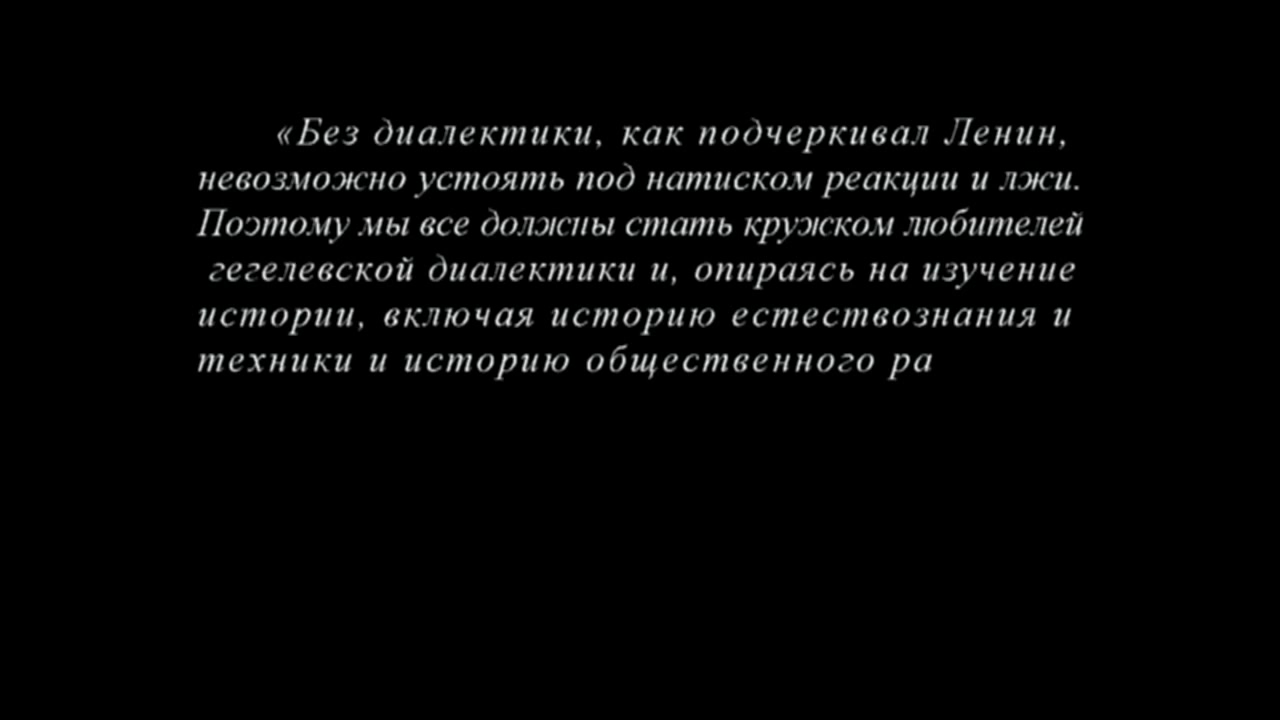 «Без диалектики, как подчеркивал Ленин,
невозможно устоять под натиском реакции и лжи.
Поэтому мы все должны стать кружком любителей
гегелевской диалектики и, опираясь на изучение
истории, включая историю естествознания и
техники и историю общественного ра